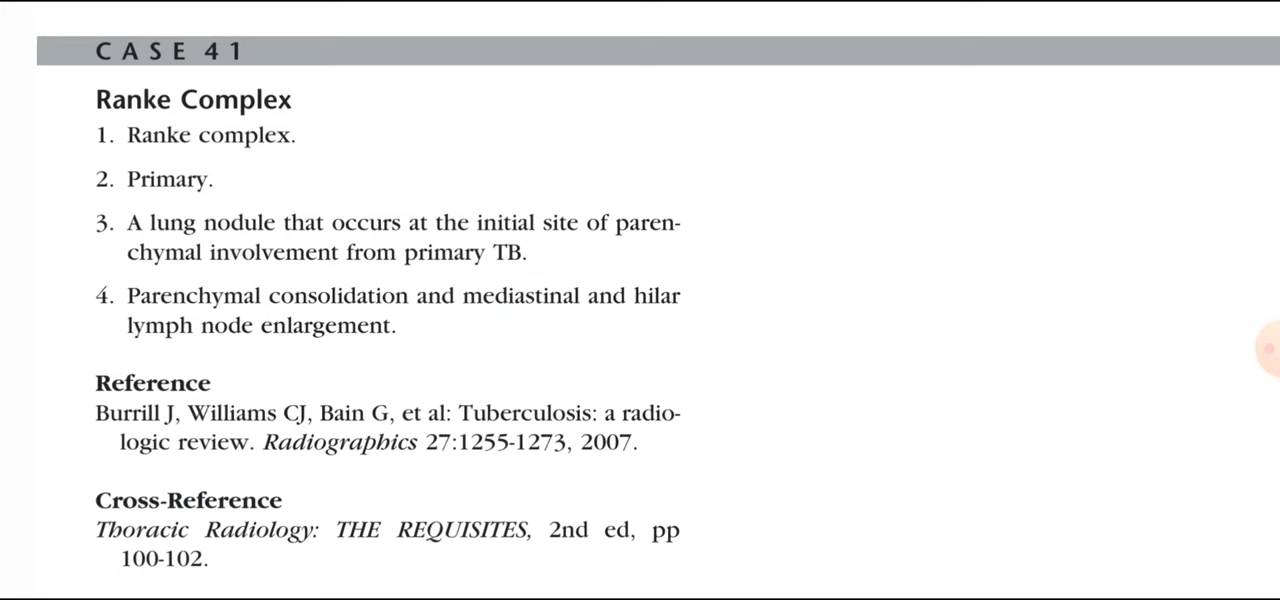 CASE 41
Ranke Complex
1. Ranke complex.
2. Primary.
3. A lung nodule that occurs at the initial site of paren-
chymal involvement from primary TB.
4. Parenchymal consolidation and mediastinal and hilar
lymph node enlargement.
Reference
Burrill J, Williams CJ, Bain G, et al: Tuberculosis: a radio-
logic review. Radiographics 27:1255-1273, 2007.
Cross-Reference
Thoracic Radiology: THE REQUISITES, 2nd ed, pp
100-102.